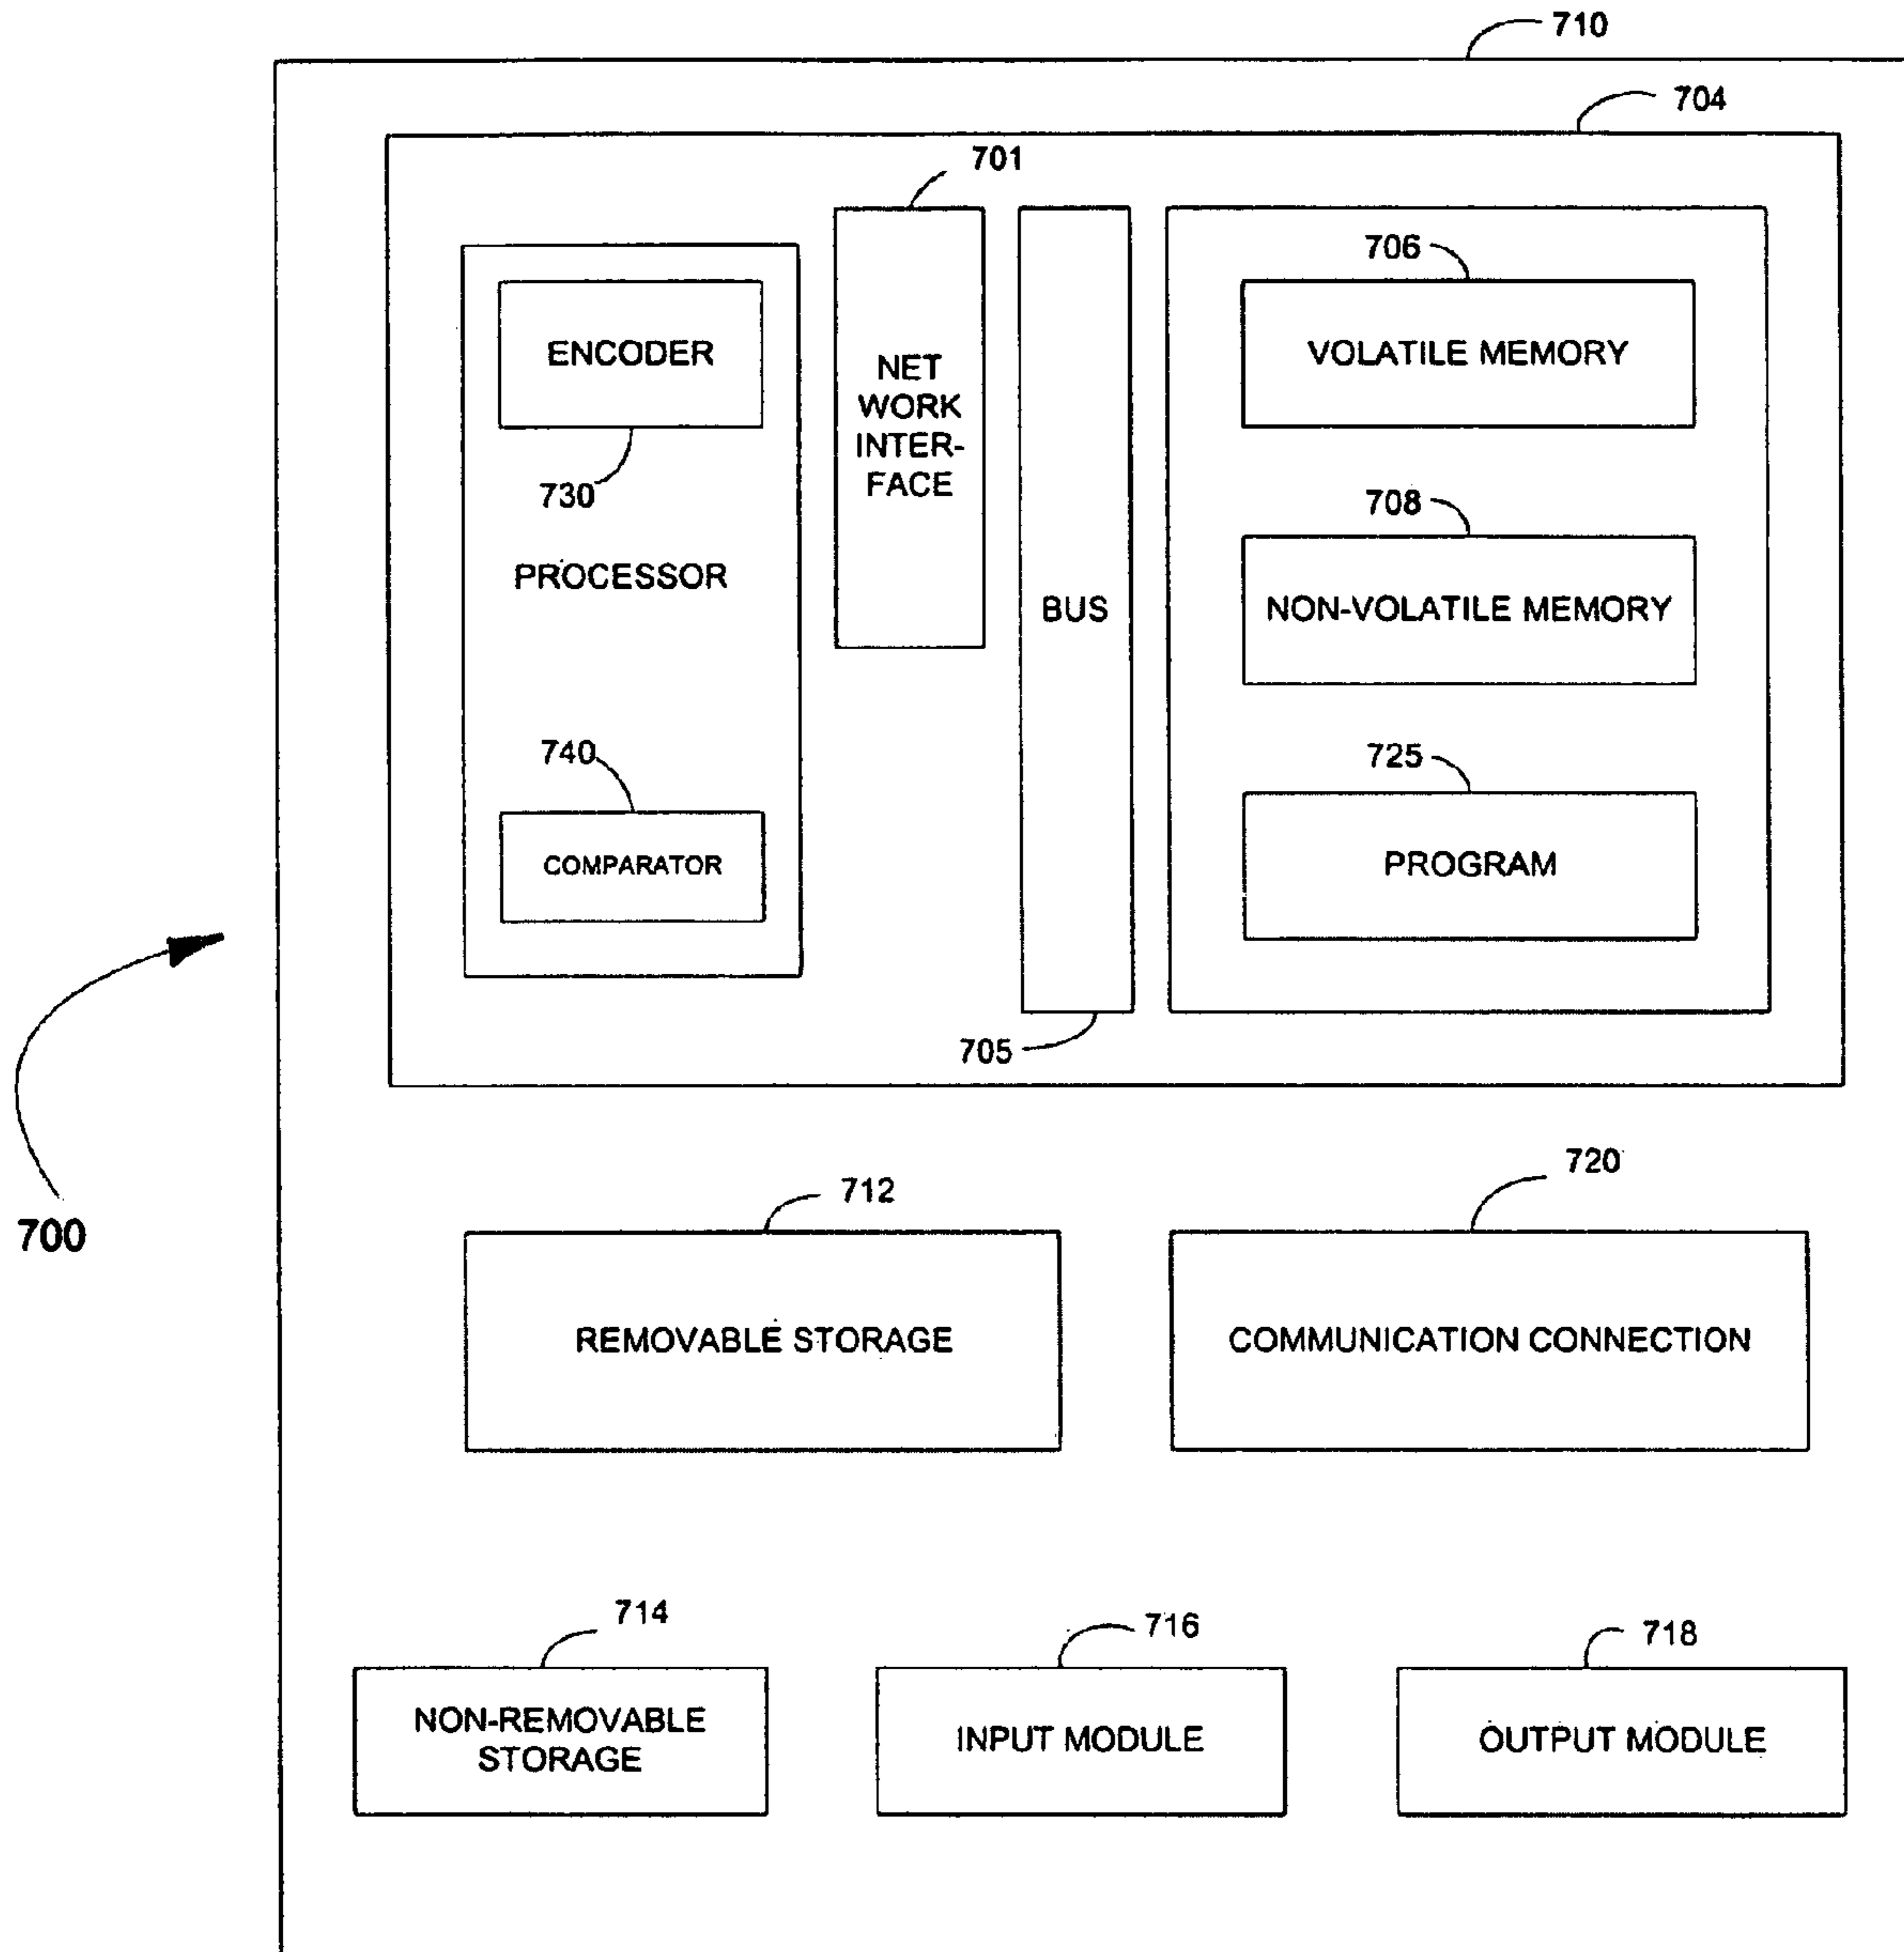 710
704
701
706
ENCODER
NET
WORK
INTER-
FACE
VOLATILE MEMORY
730
708
PROCESSOR
BUS
NON-VOLATILE MEMORY
740
725
COMPARATOR
PROGRAM
705
700
712
720
REMOVABLE STORAGE
COMMUNICATION CONNECTION
714
716
718
NON-REMOVABLE
STORAGE
INPUT MODULE
OUTPUT MODULE